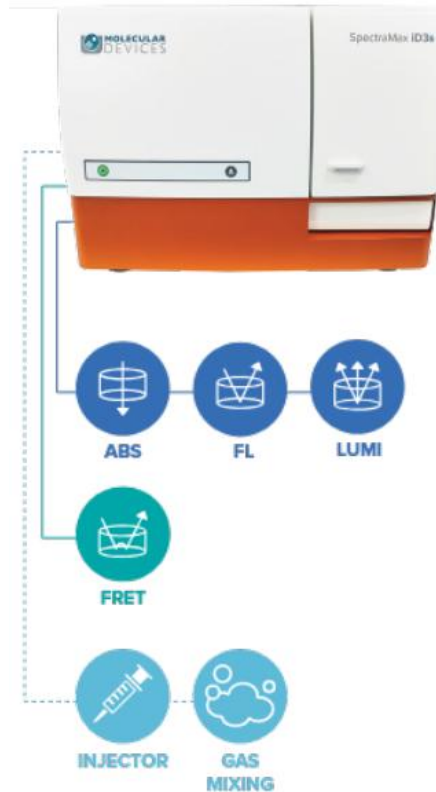 MOLECULAR
DEVICES
SpectraMax iD3s
ABS
FL
LUMI
FRET
INJECTOR
GAS
MIXING